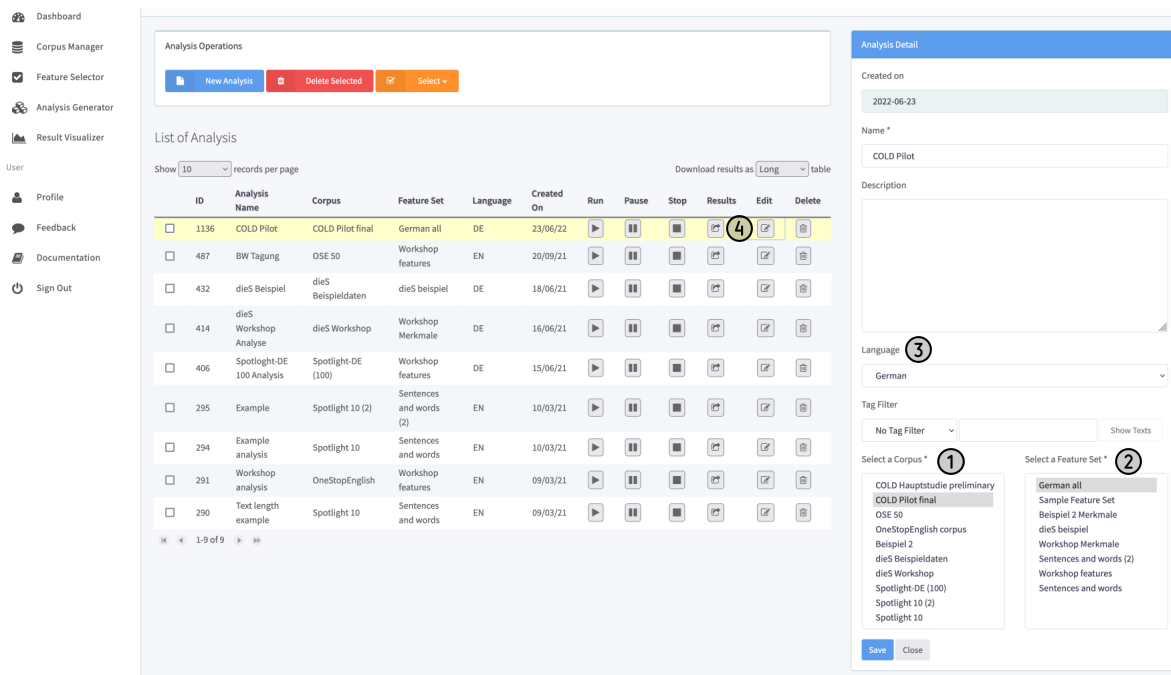 Dashboard
Corpus Manager
Feature Selector
Analysis Generator
Result Visualizer
User
Profile
Feedback
Documentation
Sign Out
Analysis Operations
New Analysis
Delete Selected
Select
List of Analysis
Show 10 records per page
Download results as Long table
ID Analysis Name Corpus Feature Set Language Created On Run Pause Stop Results Edit Delete
1136 COLD Pilot COLD Pilot final German all DE 23/06/22 4
487 BW Tagung OSE 50 Workshop features EN 20/09/21
432 dieS Beispiel dieS Beispieldaten dieS beispiel DE 18/06/21
414 dieS Workshop Analyse dieS Workshop Workshop Merkmale DE 16/06/21
406 Spotloght-DE 100 Analysis Spotlight-DE (100) Workshop features DE 15/06/21
295 Example Spotlight 10 (2) Sentences and words (2) EN 10/03/21
294 Example analysis Spotlight 10 Sentences and words EN 10/03/21
291 Workshop analysis OneStopEnglish Workshop features EN 09/03/21
290 Text length example Spotlight 10 Sentences and words EN 09/03/21
1-9 of 9
Analysis Detail
Created on
2022-06-23
Name *
COLD Pilot
Description
Language 3
German
Tag Filter
No Tag Filter
Show Texts
Select a Corpus * 1
COLD Hauptstudie preliminary
COLD Pilot final
OSE 50
OneStopEnglish corpus
Beispiel 2
dieS Beispieldaten
dieS Workshop
Spotlight-DE (100)
Spotlight 10 (2)
Spotlight 10
Select a Feature Set * 2
German all
Sample Feature Set
Beispiel 2 Merkmale
dieS beispiel
Workshop Merkmale
Sentences and words (2)
Workshop features
Sentences and words
Save
Close